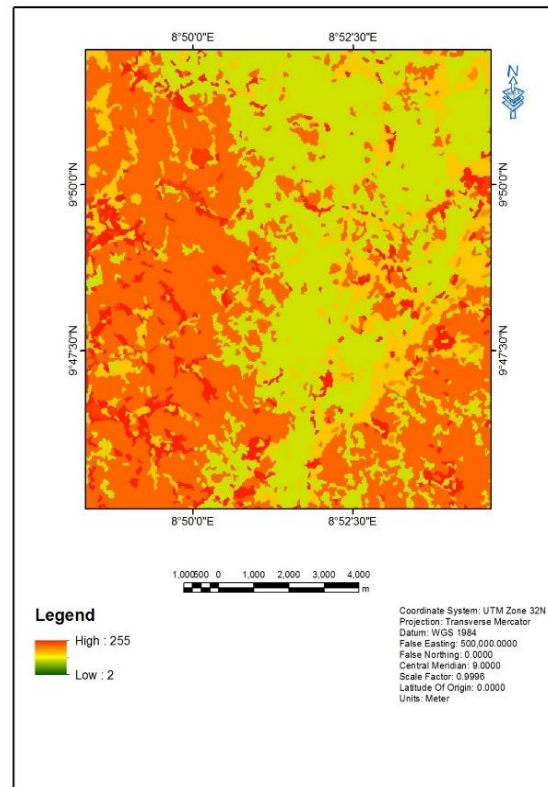 8°50'0"E
8°52'30"E
N
9°50'0"N
9°50'0"N
9°47'30"N
9°47'30"N
8°50'0"E
8°52'30"E
1,000500 0 1,000 2,000 3,000 4,000
m
Legend
High : 255
Low : 2
Coordinate System: UTM Zone 32N
Projection: Transverse Mercator
Datum: WGS 1984
False Easting: 500,000.0000
False Northing: 0.0000
Central Meridian: 9.0000
Scale Factor: 0.9996
Latitude Of Origin: 0.0000
Units: Meter